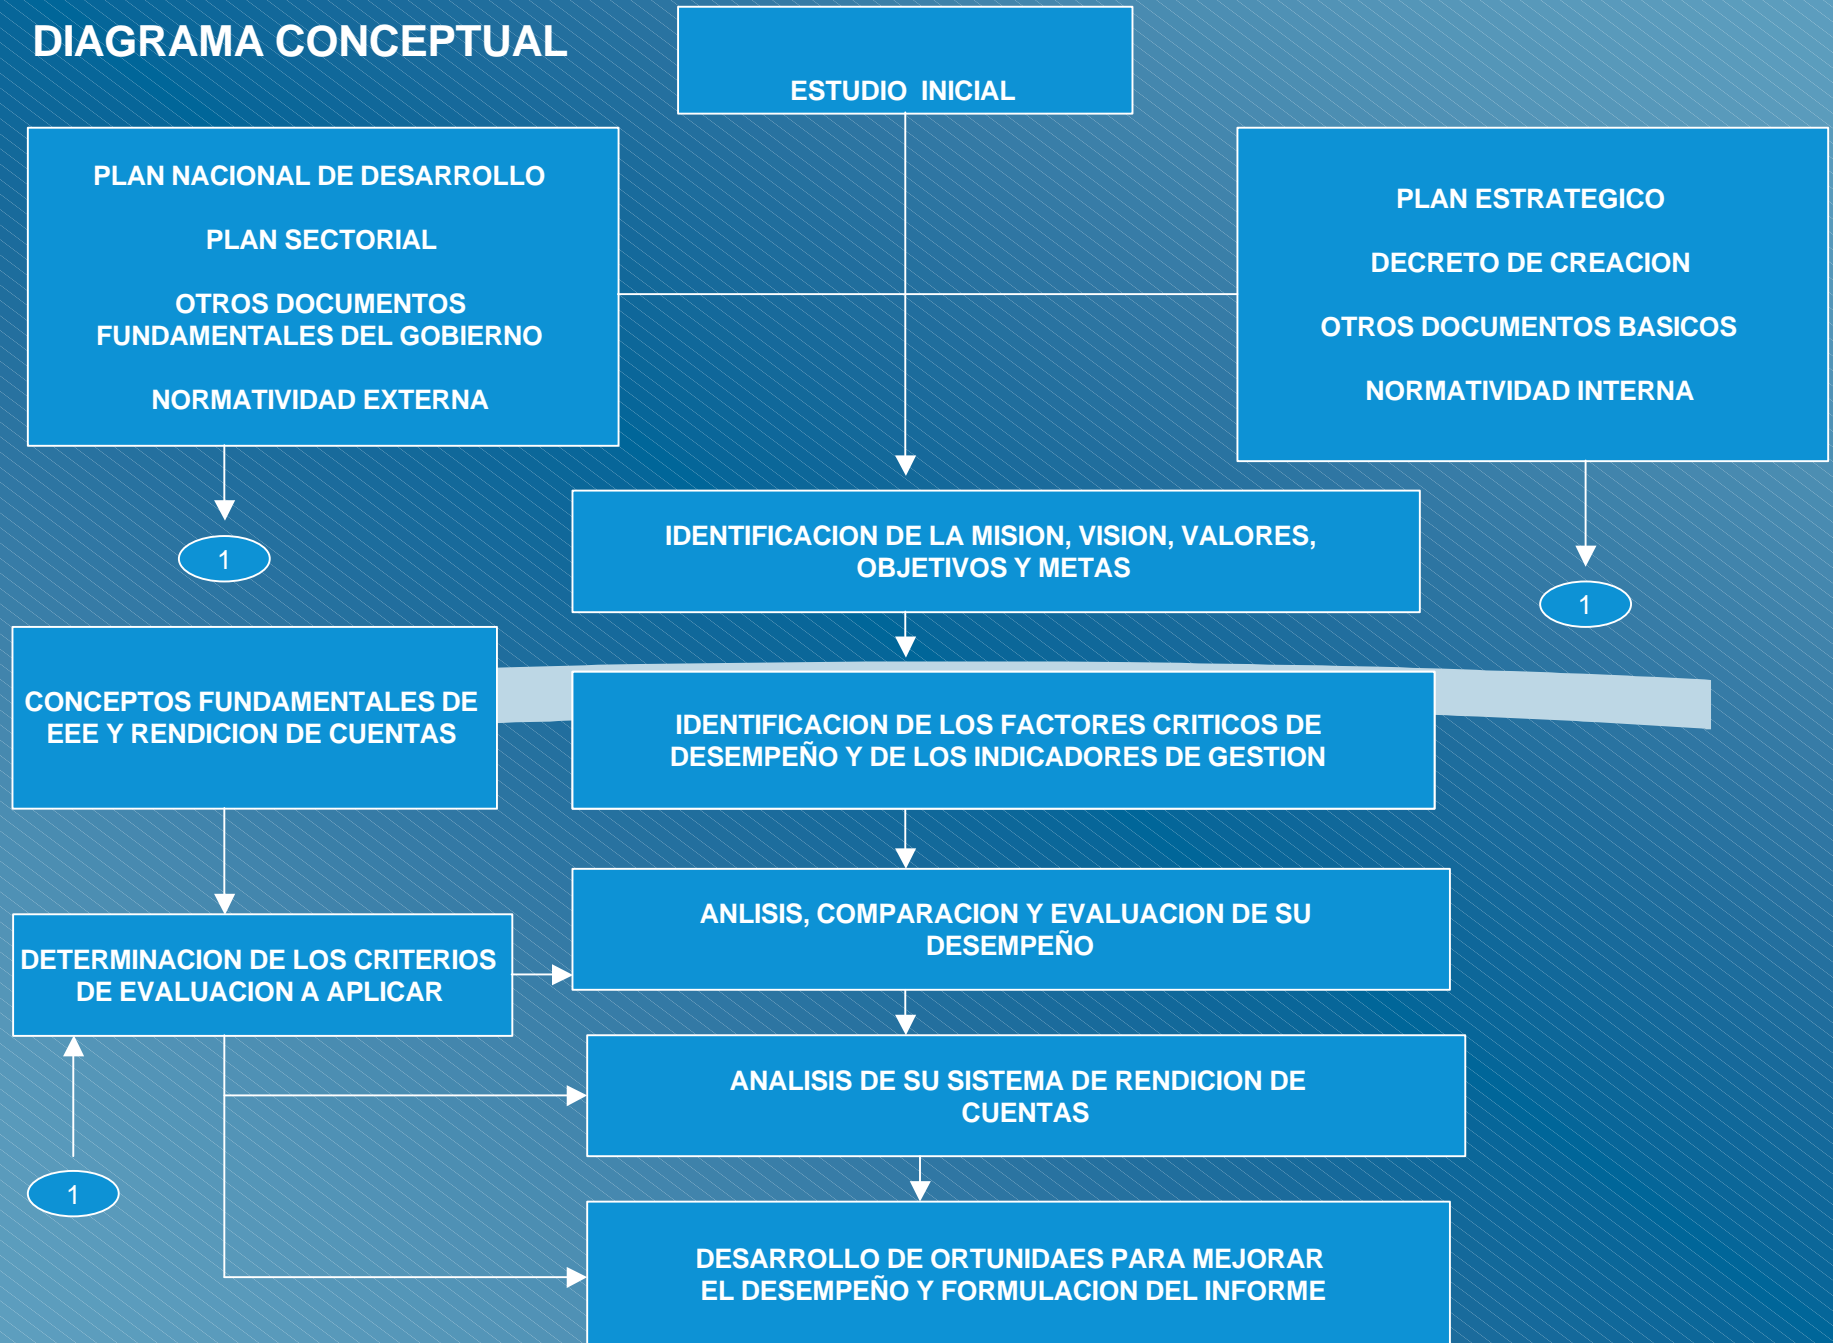 DIAGRAMA CONCEPTUAL
ESTUDIO INICIAL
PLAN NACIONAL DE DESARROLLO
PLAN SECTORIAL
OTROS DOCUMENTOS
FUNDAMENTALES DEL GOBIERNO
NORMATIVIDAD EXTERNA
PLAN ESTRATEGICO
DECRETO DE CREACION
OTROS DOCUMENTOS BASICOS
NORMATIVIDAD INTERNA
1
IDENTIFICACION DE LA MISION, VISION, VALORES,
OBJETIVOS Y METAS
1
CONCEPTOS FUNDAMENTALES DE
EEE Y RENDICION DE CUENTAS
IDENTIFICACION DE LOS FACTORES CRITICOS DE
DESEMPEÑO Y DE LOS INDICADORES DE GESTION
ANLISIS, COMPARACION Y EVALUACION DE SU
DESEMPEÑO
DETERMINACION DE LOS CRITERIOS
DE EVALUACION A APLICAR
ANALISIS DE SU SISTEMA DE RENDICION DE
CUENTAS
1
DESARROLLO DE ORTUNIDAES PARA MEJORAR
EL DESEMPEÑO Y FORMULACION DEL INFORME